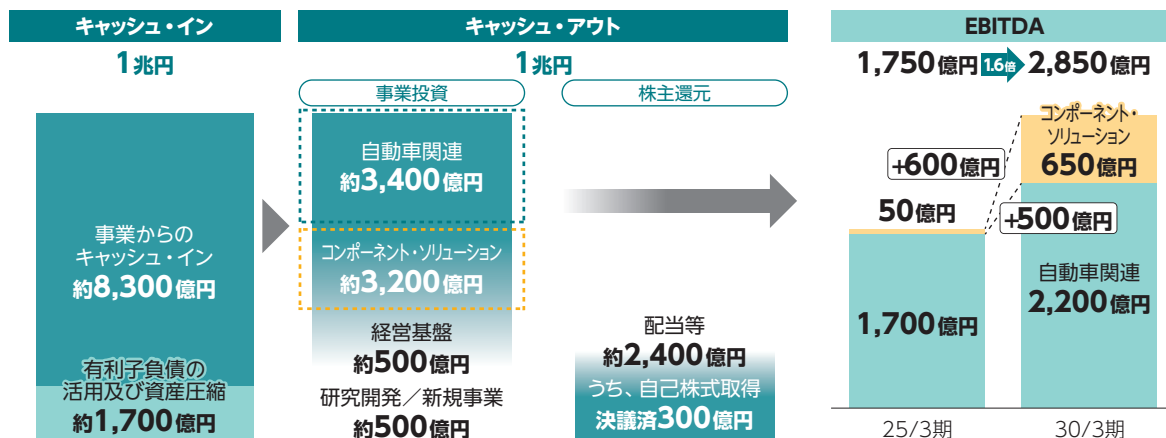 キャッシュ・イン
1兆円
事業からの
キャッシュ・イン
約8,300億円
有利子負債の
活用及び資産圧縮
約1,700億円
キャッシュ・アウト
1兆円
事業投資
自動車関連
約3,400億円
コンポーネント・ソリューション
約3,200億円
経営基盤
約500億円
研究開発／新規事業
約500億円
株主還元
配当等
約2,400億円
うち、自己株式取得
決議済300億円
EBITDA
1,750億円 1.6倍 2,850億円
コンポーネント・
ソリューション
650億円
+600億円
50億円
+500億円
自動車関連
2,200億円
1,700億円
25/3期
30/3期